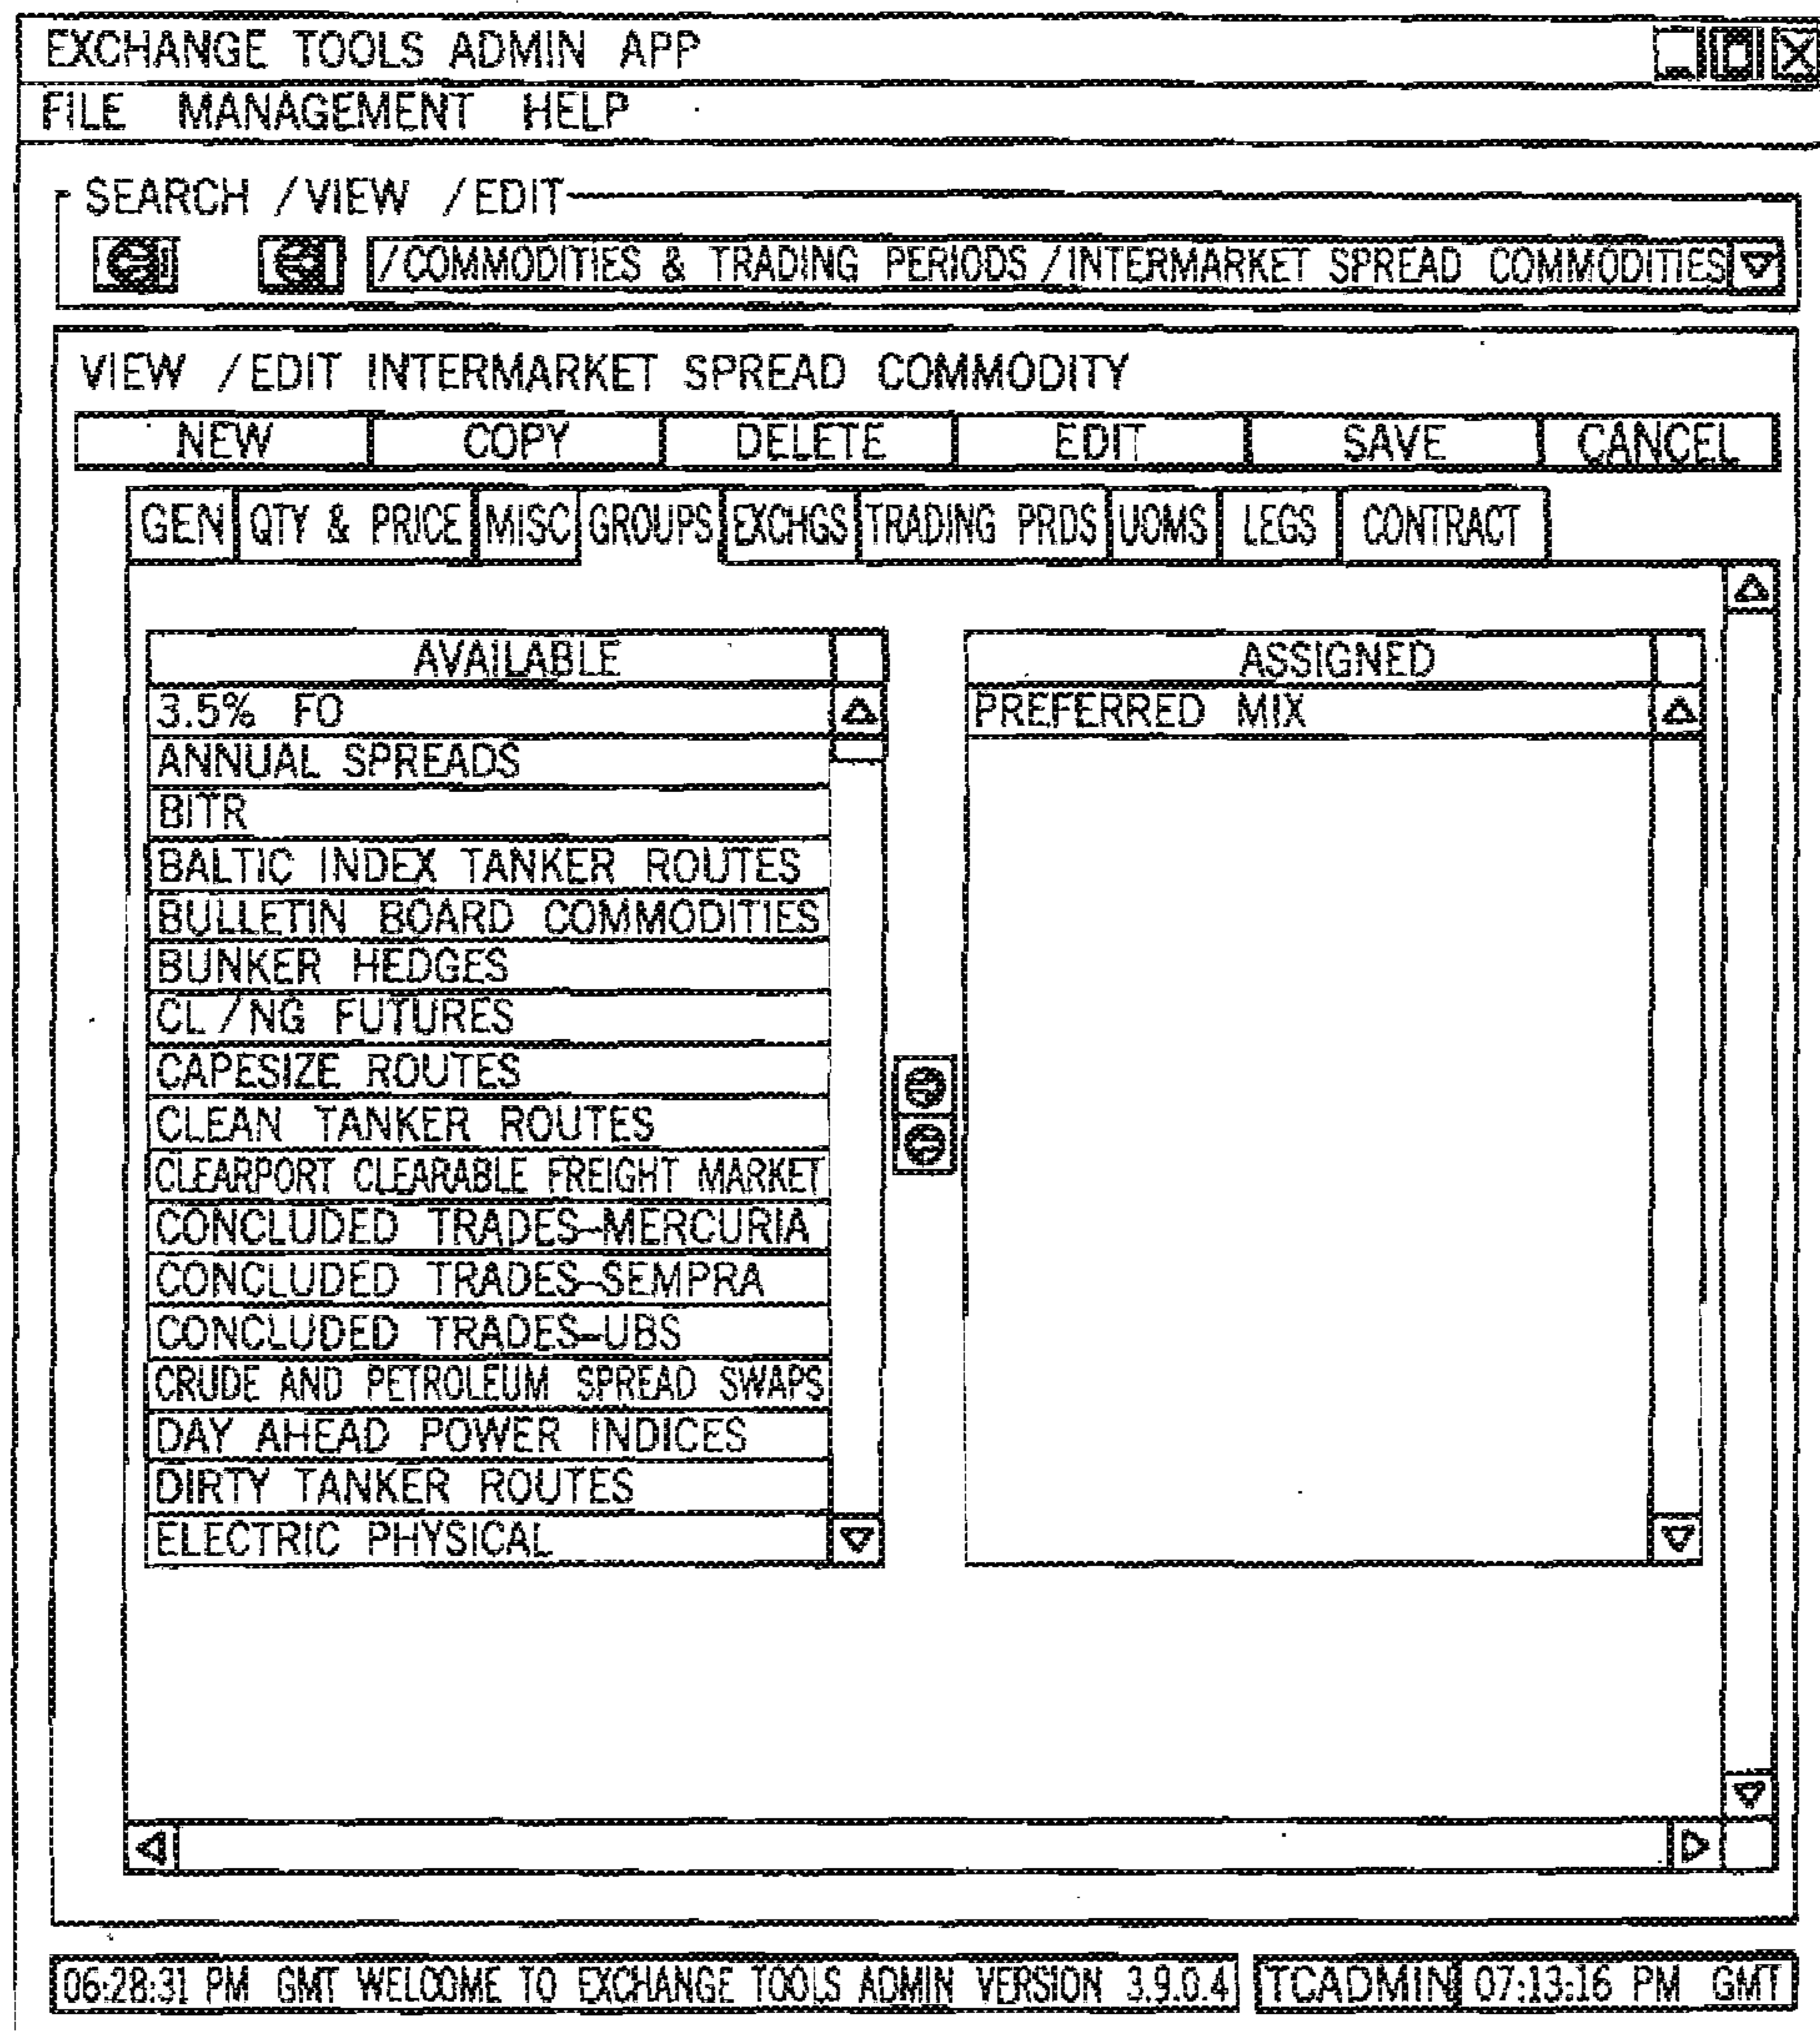 EXCHANGE TOOLS ADMIN APP
FILE MANAGEMENT HELP
SEARCH /VIEW /EDIT
/COMMODITIES & TRADING PERIODS /INTERMARKET SPREAD COMMODITIES
VIEW /EDIT INTERMARKET SPREAD COMMODITY
NEW COPY DELETE EDIT SAVE CANCEL
GEN QTY & PRICE MISC GROUPS EXCHGS TRADING PRDS UOMS LEGS CONTRACT
AVAILABLE ASSIGNED
3.5% FO PREFERRED MIX
ANNUAL SPREADS
BITR
BALTIC INDEX TANKER ROUTES
BULLETIN BOARD COMMODITIES
BUNKER HEDGES
CL/NG FUTURES
CAPESIZE ROUTES
CLEAN TANKER ROUTES
CLEARPORT CLEARABLE FREIGHT MARKET
CONCLUDED TRADES-MERCURIA
CONCLUDED TRADES-SEMPRA
CONCLUDED TRADES-UBS
CRUDE AND PETROLEUM SPREAD SWAPS
DAY AHEAD POWER INDICES
DIRTY TANKER ROUTES
ELECTRIC PHYSICAL
06:28:31 PM GMT WELCOME TO EXCHANGE TOOLS ADMIN VERSION 3.9.0.4 TCADMIN 07:13:16 PM GMT